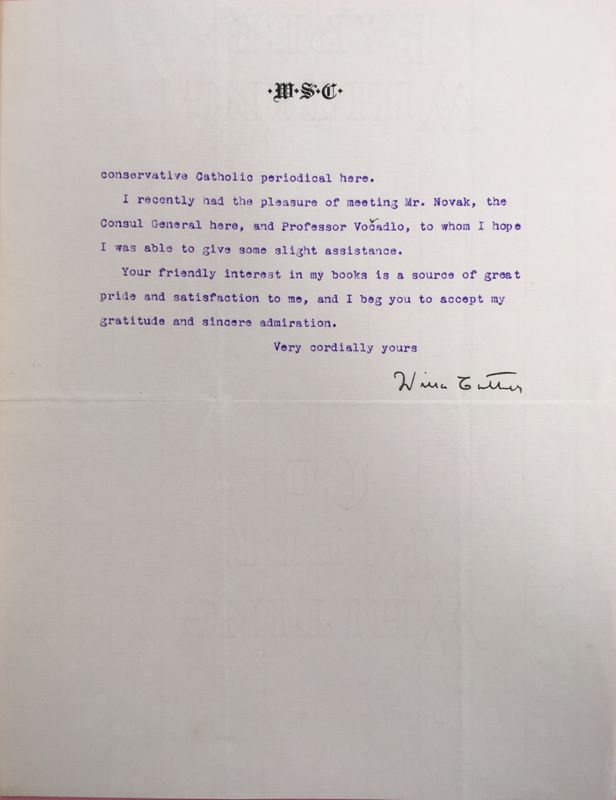 ·W·S·C·
conservative Catholic periodical here.
I recently had the pleasure of meeting Mr. Novak, the
Consul General here, and Professor Vočadlo, to whom I hope
I was able to give some slight assistance.
Your friendly interest in my books is a source of great
pride and satisfaction to me, and I beg you to accept my
gratitude and sincere admiration.
Very cordially yours
Willa Cather